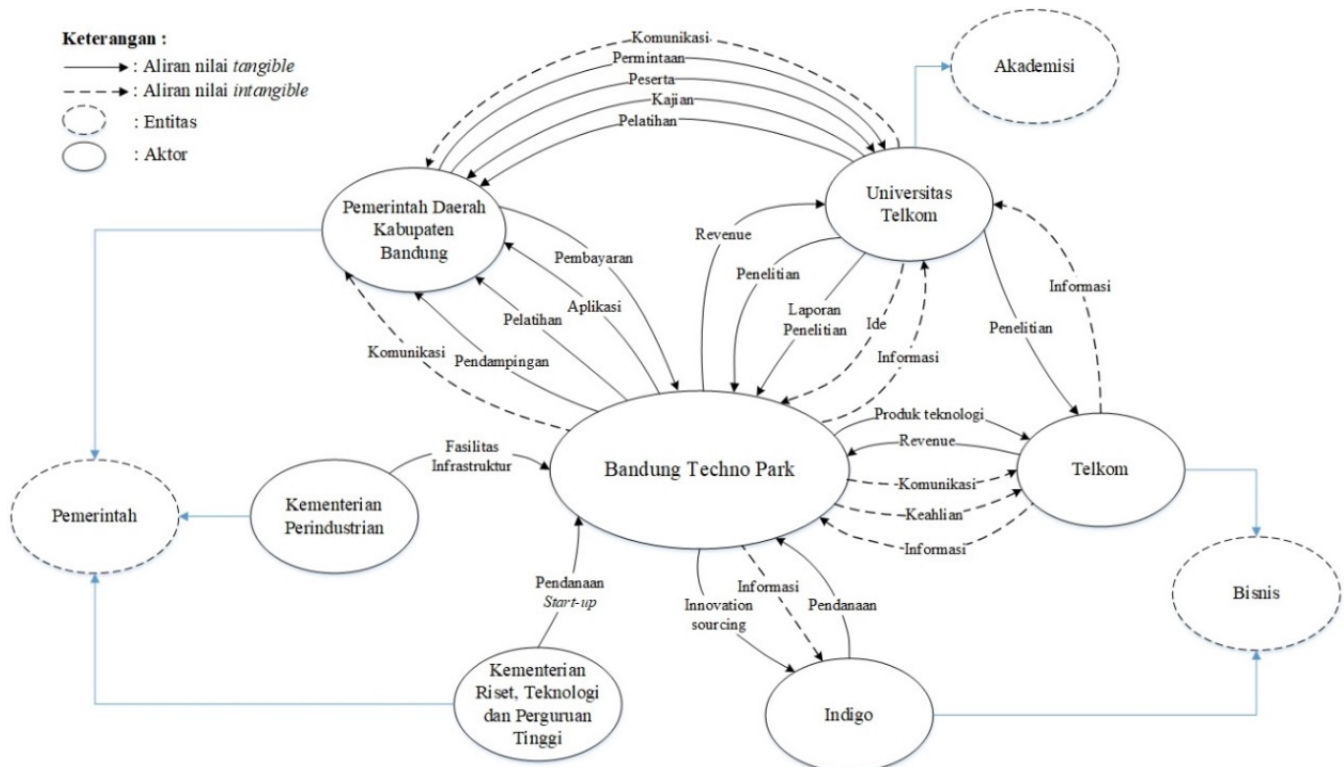 Keterangan :
: Aliran nilai tangible
: Aliran nilai intangible
: Entitas
: Aktor
Komunikasi
Permintaan
Peserta
Kajian
Pelatihan
Akademisi
Pemerintah Daerah
Kabupaten
Bandung
Universitas
Telkom
Revenue
Pembayaran
Penelitian
Aplikasi
Laporan
Penelitian
Ide
Informasi
Penelitian
Informasi
Pelatihan
Komunikasi
Pendampingan
Fasilitas
Infrastruktur
Bandung Techno Park
Produk teknologi
Revenue
Komunikasi
Keahlian
Informasi
Telkom
Pemerintah
Kementerian
Perindustrian
Pendanaan
Start-up
Innovation
sourcing
Informasi
Pendanaan
Bisnis
Kementerian
Riset, Teknologi
dan Perguruan
Tinggi
Indigo